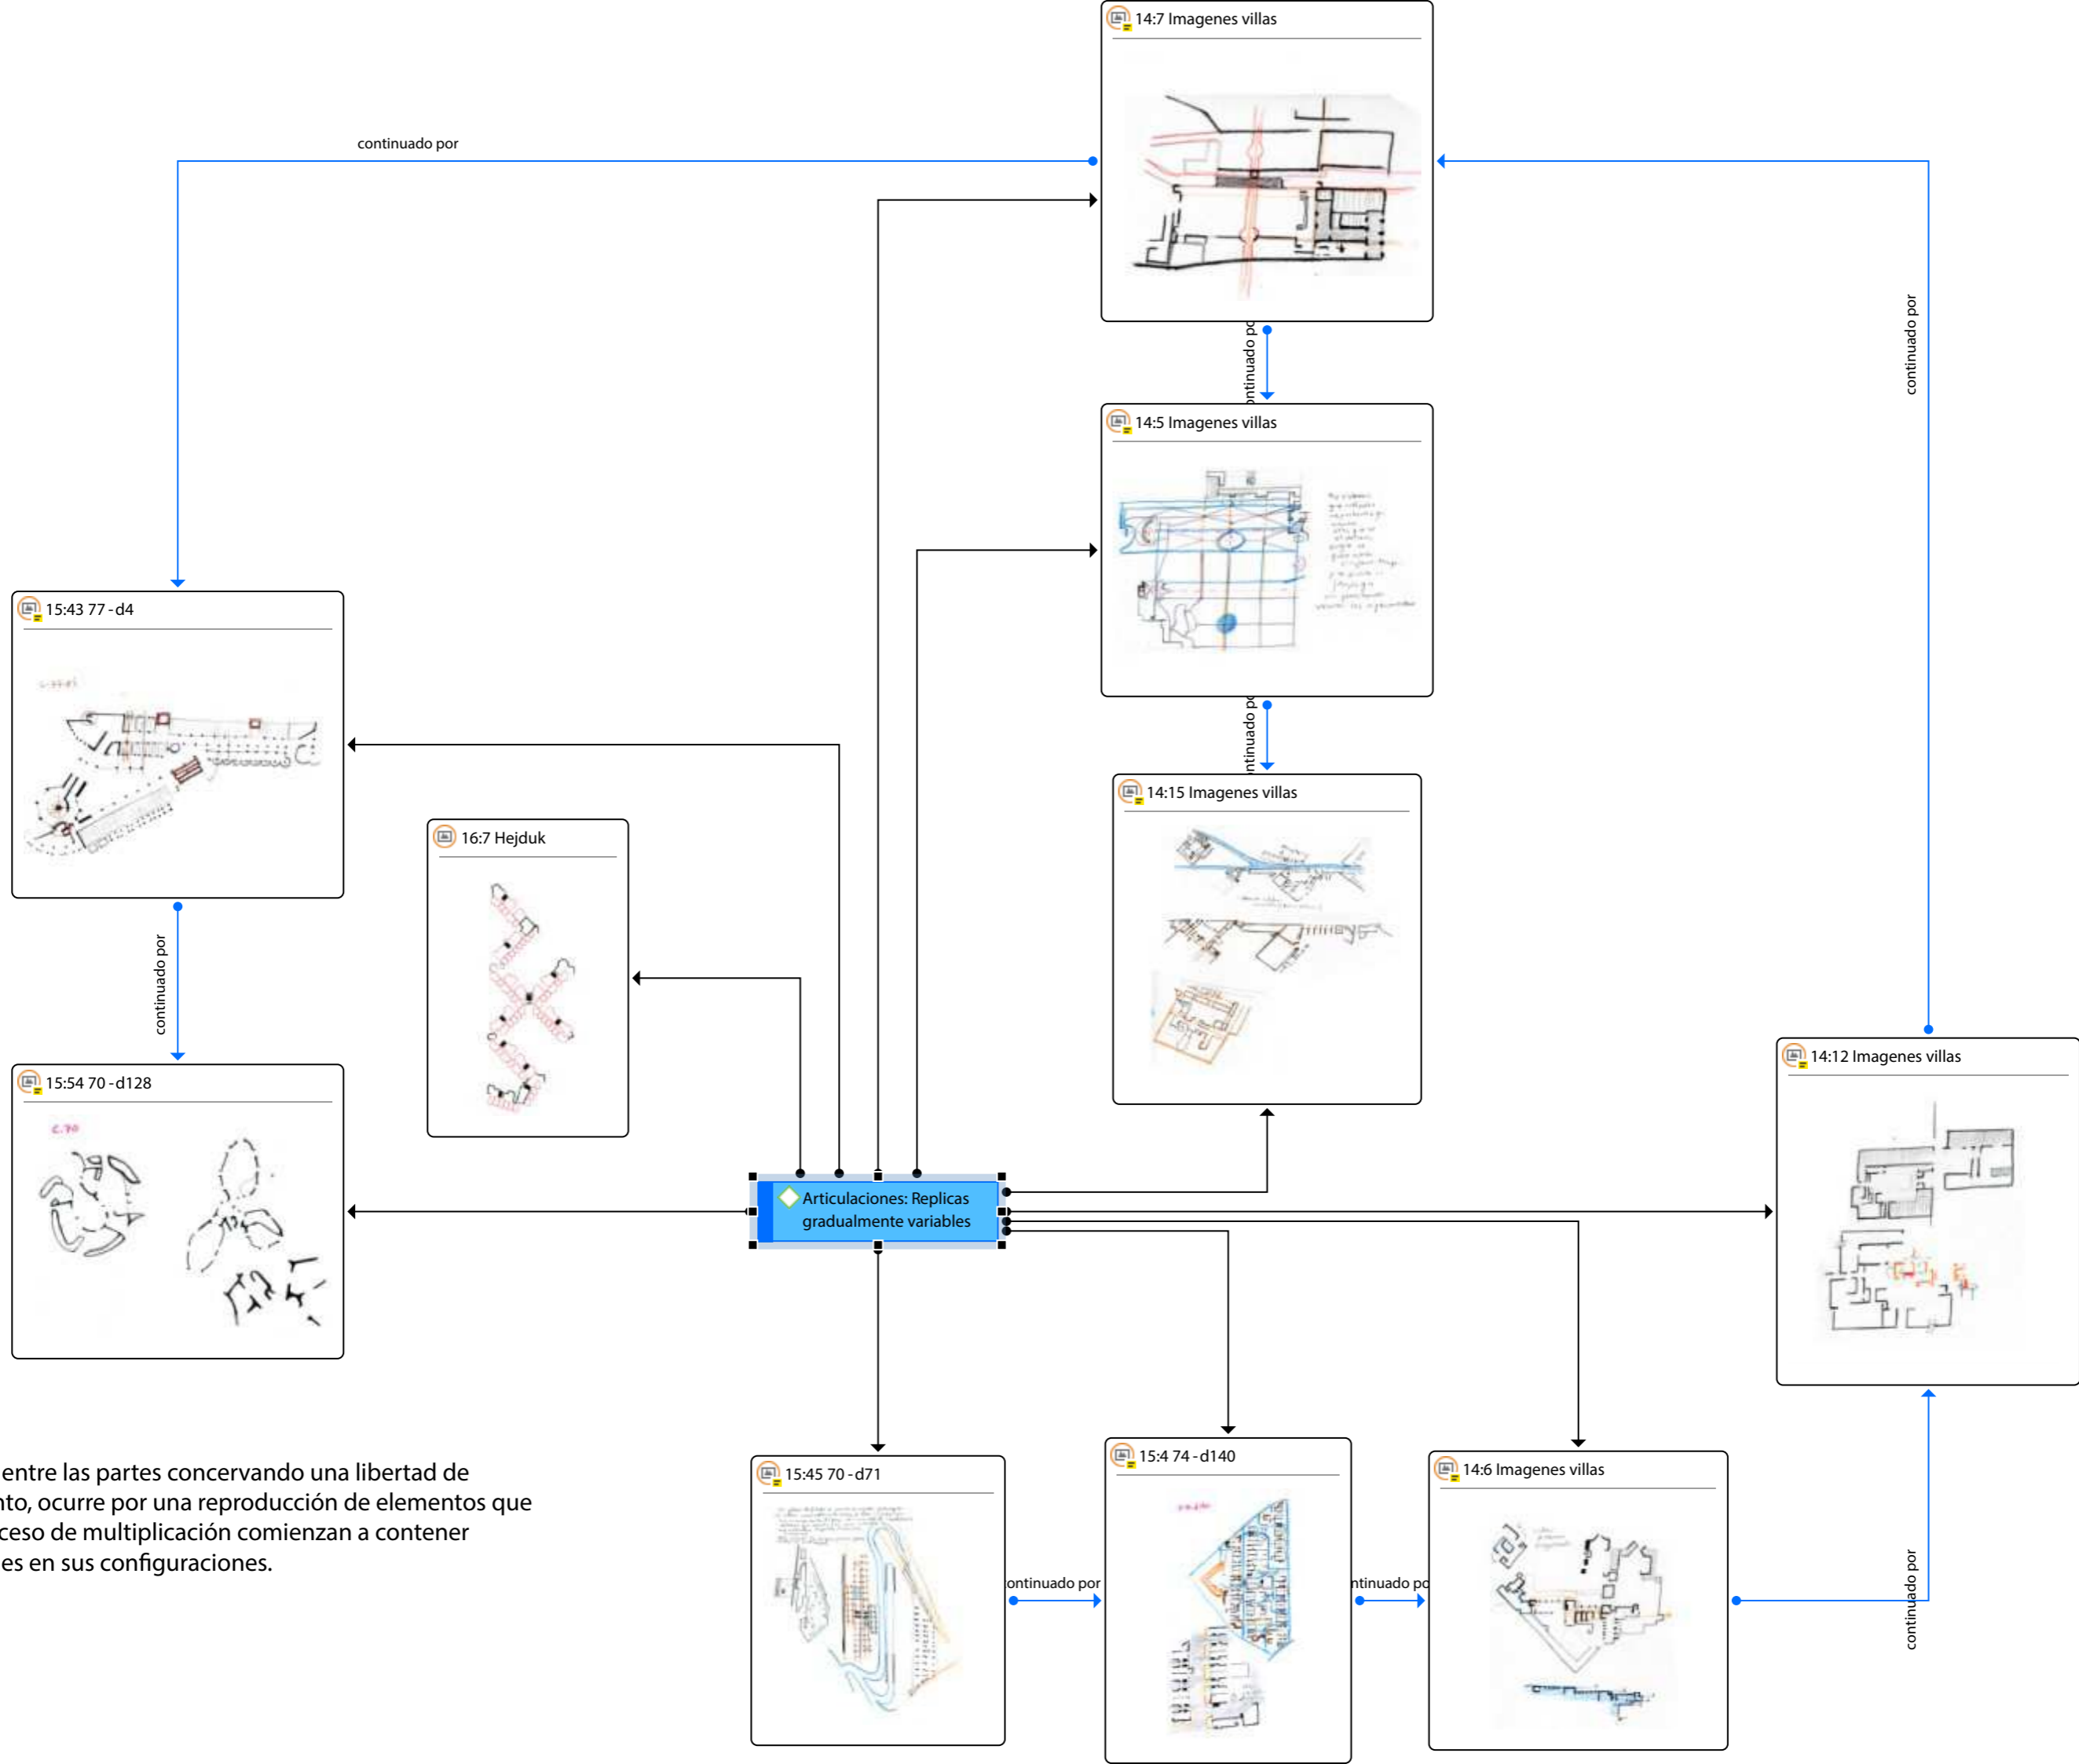 14:7 Imagenes villas
continuado por
continuado por
14:5 Imagenes villas
15:43 77 - d4
14:15 Imagenes villas
16:7 Hejduk
continuado por
14:12 Imagenes villas
15:54 70 - d128
c.70
Articulaciones: Replicas
gradualmente variables
entre las partes concervando una libertad de
nto, ocurre por una reproducción de elementos que
ceso de multiplicación comienzan a contener
es en sus configuraciones.
15:45 70 - d71
15:4 74 - d140
14:6 Imagenes villas
ontinuado por
ntinuado po
continuado por
ontinuado po
ntinuado po